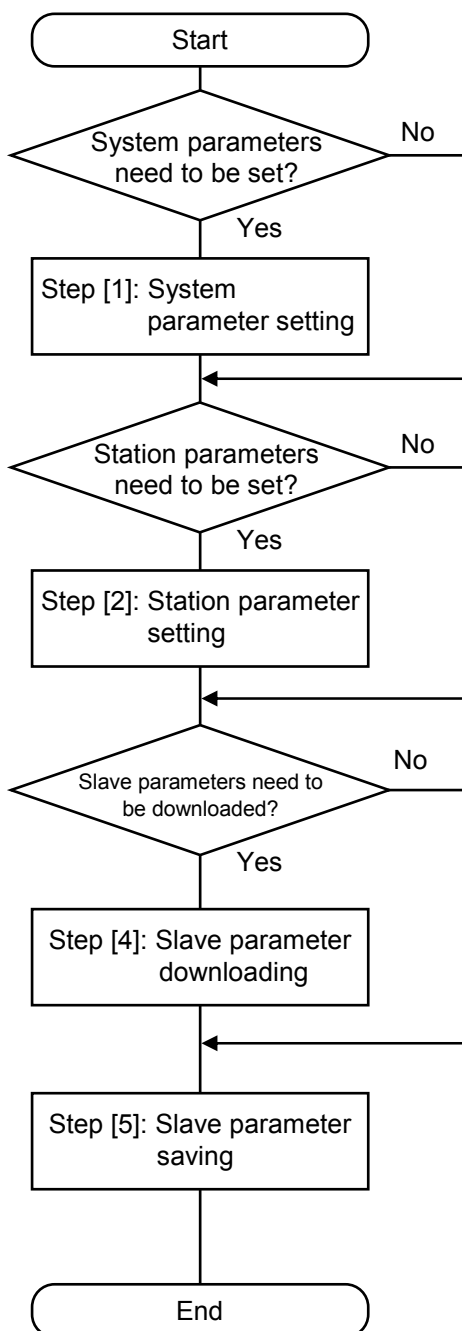 Start
System parameters
need to be set?
No
Yes
Step [1]: System
parameter setting
Station parameters
need to be set?
No
Yes
Step [2]: Station parameter
setting
Slave parameters need to
be downloaded?
No
Yes
Step [4]: Slave parameter
downloading
Step [5]: Slave parameter
saving
End